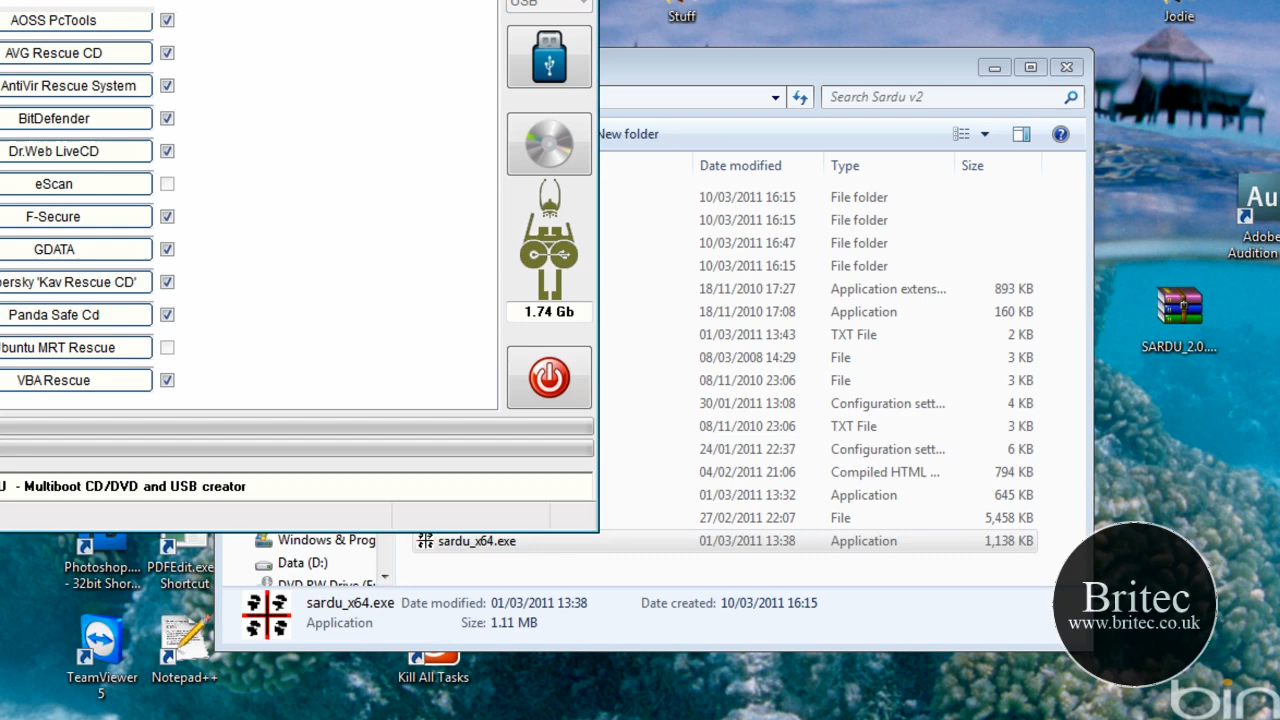 USB
AOSS PcTools
AVG Rescue CD
AntiVir Rescue System
BitDefender
Dr.Web LiveCD
eScan
F-Secure
GDATA
persky 'Kav Rescue CD'
Panda Safe Cd
Ubuntu MRT Rescue
VBA Rescue
1.74 Gb
U - Multiboot CD/DVD and USB creator
Stuff
Jodie
Search Sardu v2
New folder
Date modified Type Size
10/03/2011 16:15 File folder
10/03/2011 16:15 File folder
10/03/2011 16:47 File folder
10/03/2011 16:15 File folder
18/11/2010 17:27 Application extens... 893 KB
18/11/2010 17:08 Application 160 KB
01/03/2011 13:43 TXT File 2 KB
08/03/2008 14:29 File 3 KB
08/11/2010 23:06 File 3 KB
30/01/2011 13:08 Configuration sett... 4 KB
08/11/2010 23:06 TXT File 3 KB
24/01/2011 22:37 Configuration sett... 6 KB
04/02/2011 21:06 Compiled HTML ... 794 KB
01/03/2011 13:32 Application 645 KB
27/02/2011 22:07 File 5,458 KB
sardu_x64.exe 01/03/2011 13:38 Application 1,138 KB
Windows & Prog
Data (D:)
DVD RW Drive (E:
sardu_x64.exe Date modified: 01/03/2011 13:38 Date created: 10/03/2011 16:15
Application Size: 1.11 MB
Au
Adobe
Audition
SARDU_2.0....
Photoshop....
- 32bit Shor...
PDFEdit.exe
Shortcut
TeamViewer
5
Notepad++
Kill All Tasks
Britec
www.britec.co.uk
bing